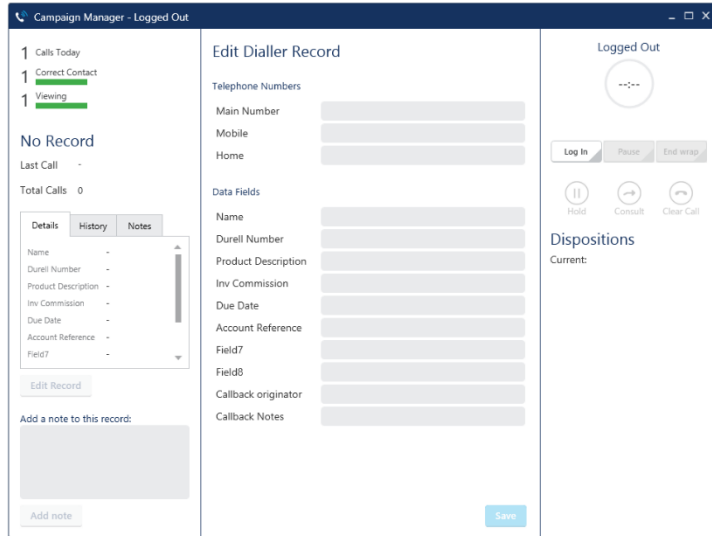 Campaign Manager - Logged Out
1 Calls Today
1 Correct Contact
1 Viewing
No Record
Last Call -
Total Calls 0
Details History Notes
Name -
Durell Number -
Product Description -
Inv Commission -
Due Date -
Account Reference -
Field7 -
Edit Record
Add a note to this record:
Add note
Edit Dialler Record
Telephone Numbers
Main Number
Mobile
Home
Data Fields
Name
Durell Number
Product Description
Inv Commission
Due Date
Account Reference
Field7
Field8
Callback originator
Callback Notes
Save
Logged Out
--:--
Log In Pause End wrap
Hold Consult Clear Call
Dispositions
Current: